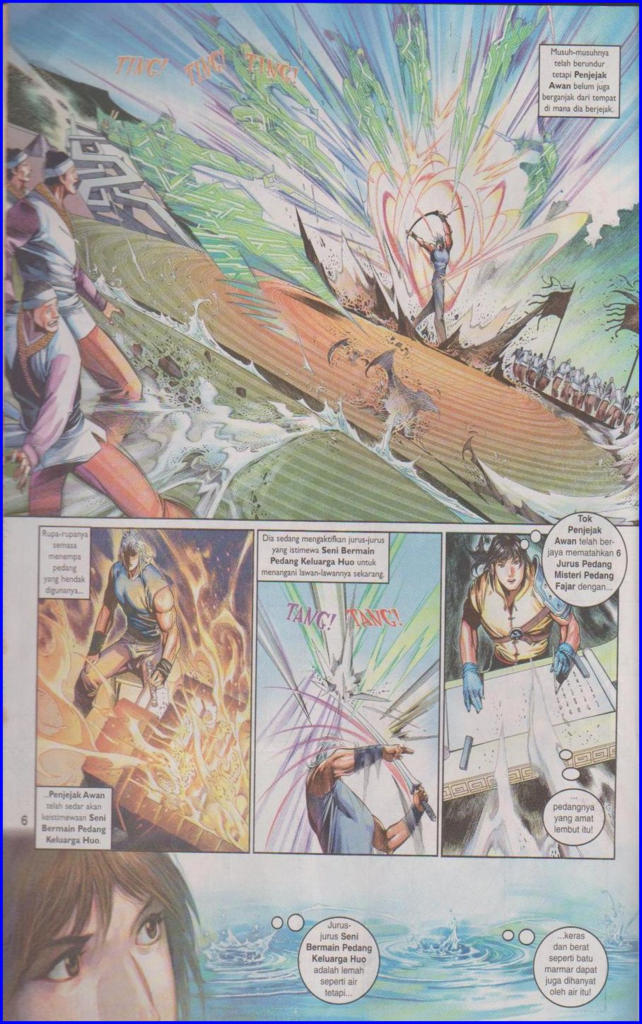 TING! TING! TING!
Musuh-musuhnya
telah berundur
tetapi Penjejak
Awan belum juga
berganjak dari tempat
di mana dia berjejak.
Rupa-rupanya
semasa
menempa
pedang
yang hendak
digunanya...
...Penjejak Awan
telah sedar akan
keistimewaan Seni
Bermain Pedang
Keluarga Huo.
Dia sedang mengaktifkan jurus-jurus
yang istimewa Seni Bermain
Pedang Keluarga Huo untuk
menangani lawan-lawannya sekarang.
TANG! TANG!
Tok
Penjejak
Awan telah ber-
jaya mematahkan 6
Jurus Pedang
Misteri Pedang
Fajar dengan...
...
pedangnya
yang amat
lembut itu!
6
Jurus-
jurus Seni
Bermain Pedang
Keluarga Huo
adalah lemah
seperti air
tetapi...
...keras
dan berat
seperti batu
marmar dapat
juga dihanyat
oleh air itu!